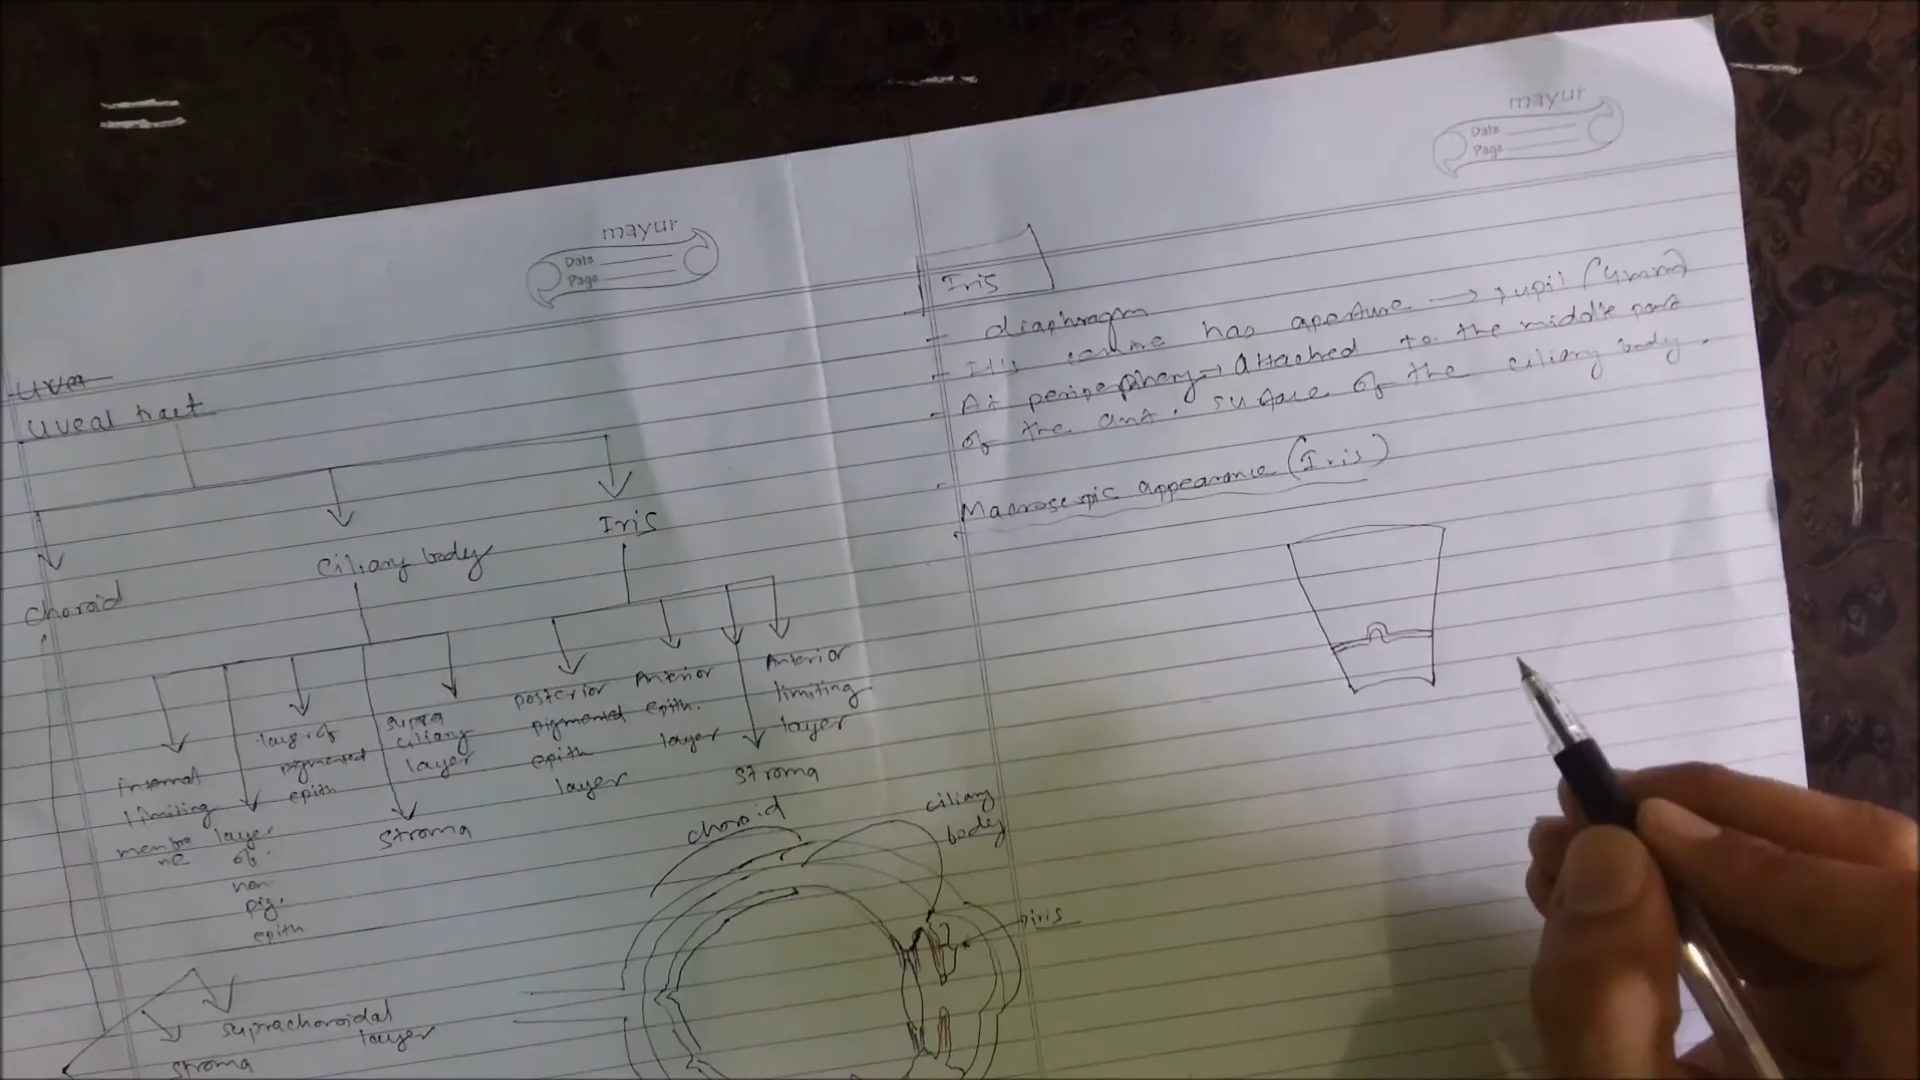 mayur
Date
Page
uvea
uveal tract
choroid
ciliary body
Iris
internal
limiting
membra
ne
layer
of
non
pig.
epith
layer of
pigmented
epith
stroma
supra
ciliary
layer
posterior
pigmented
epith
layer
Anterior
epith.
layer
stroma
Anterior
limiting
layer
suprachoroidal
layer
stroma
choroid
ciliary
body
iris
mayur
Date
Page
Iris
- diaphragm
- It's has aperture → pupil (4mm)
- At peripephery → Attached to the middle part
of the ant. surface of the ciliary body.
Macroscopic appearance (Iris)